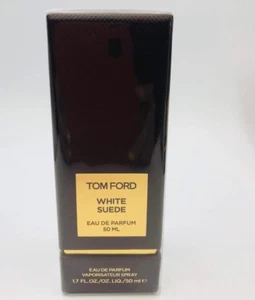 TOM FORD
WHITE
SUEDE
EAU DE PARFUM
50 ML
EAU DE PARFUM
VAPORISATEUR SPRAY
1.7 FL.OZ./OZ. LIQ./50 ml ℮